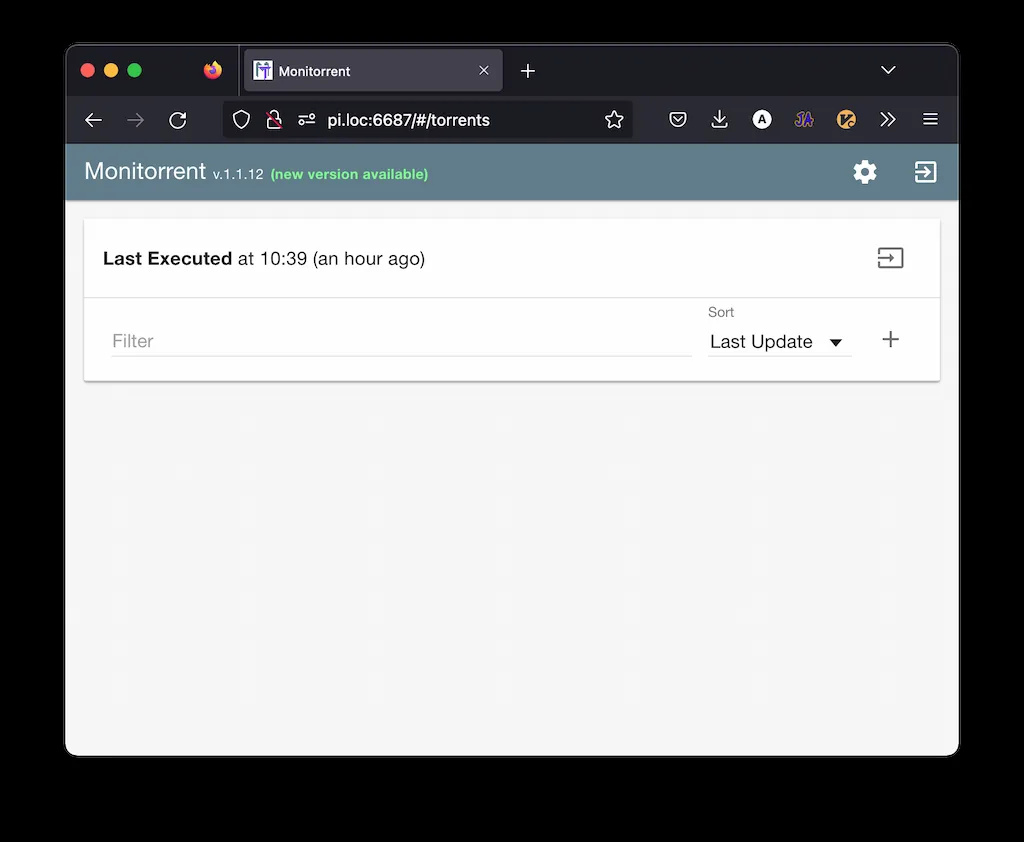 Monitorrent
pi.loc:6687/#/torrents
A
JA
Monitorrent v.1.1.12 (new version available)
Last Executed at 10:39 (an hour ago)
Sort
Filter
Last Update